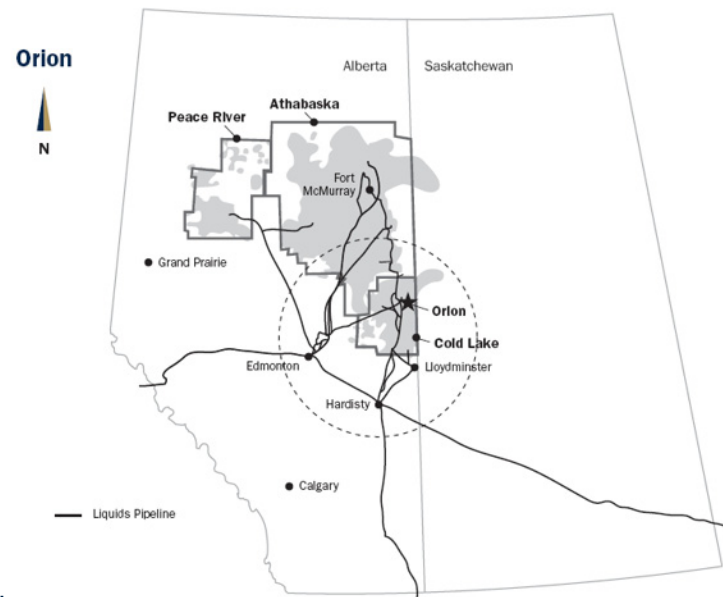 Orion
N
Alberta
Saskatchewan
Peace River
Athabaska
Fort
McMurray
Grand Prairie
Orion
Cold Lake
Edmonton
Lloydminster
Hardisty
Calgary
Liquids Pipeline